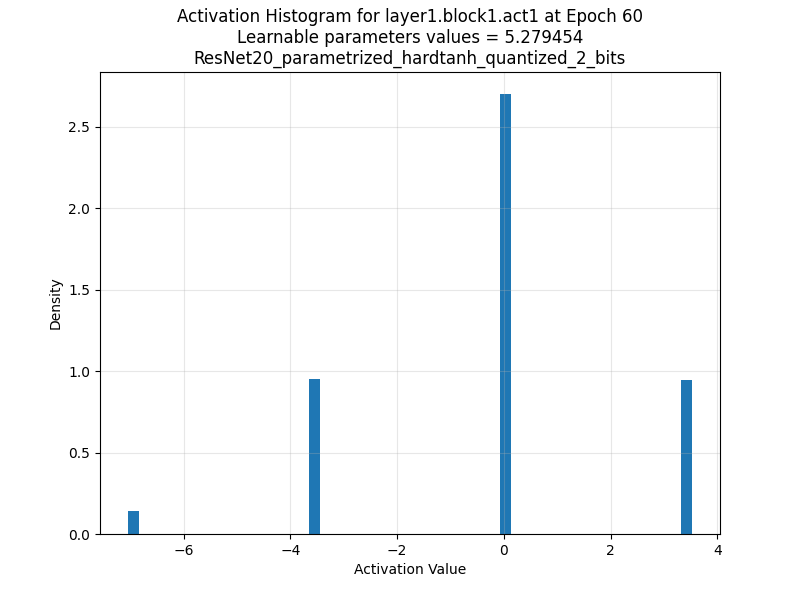 Activation Histogram for layer1.block1.act1 at Epoch 60
Learnable parameters values = 5.279454
ResNet20_parametrized_hardtanh_quantized_2_bits
2.5
2.0
1.5
1.0
0.5
0.0
Density
−6
−4
−2
0
2
4
Activation Value